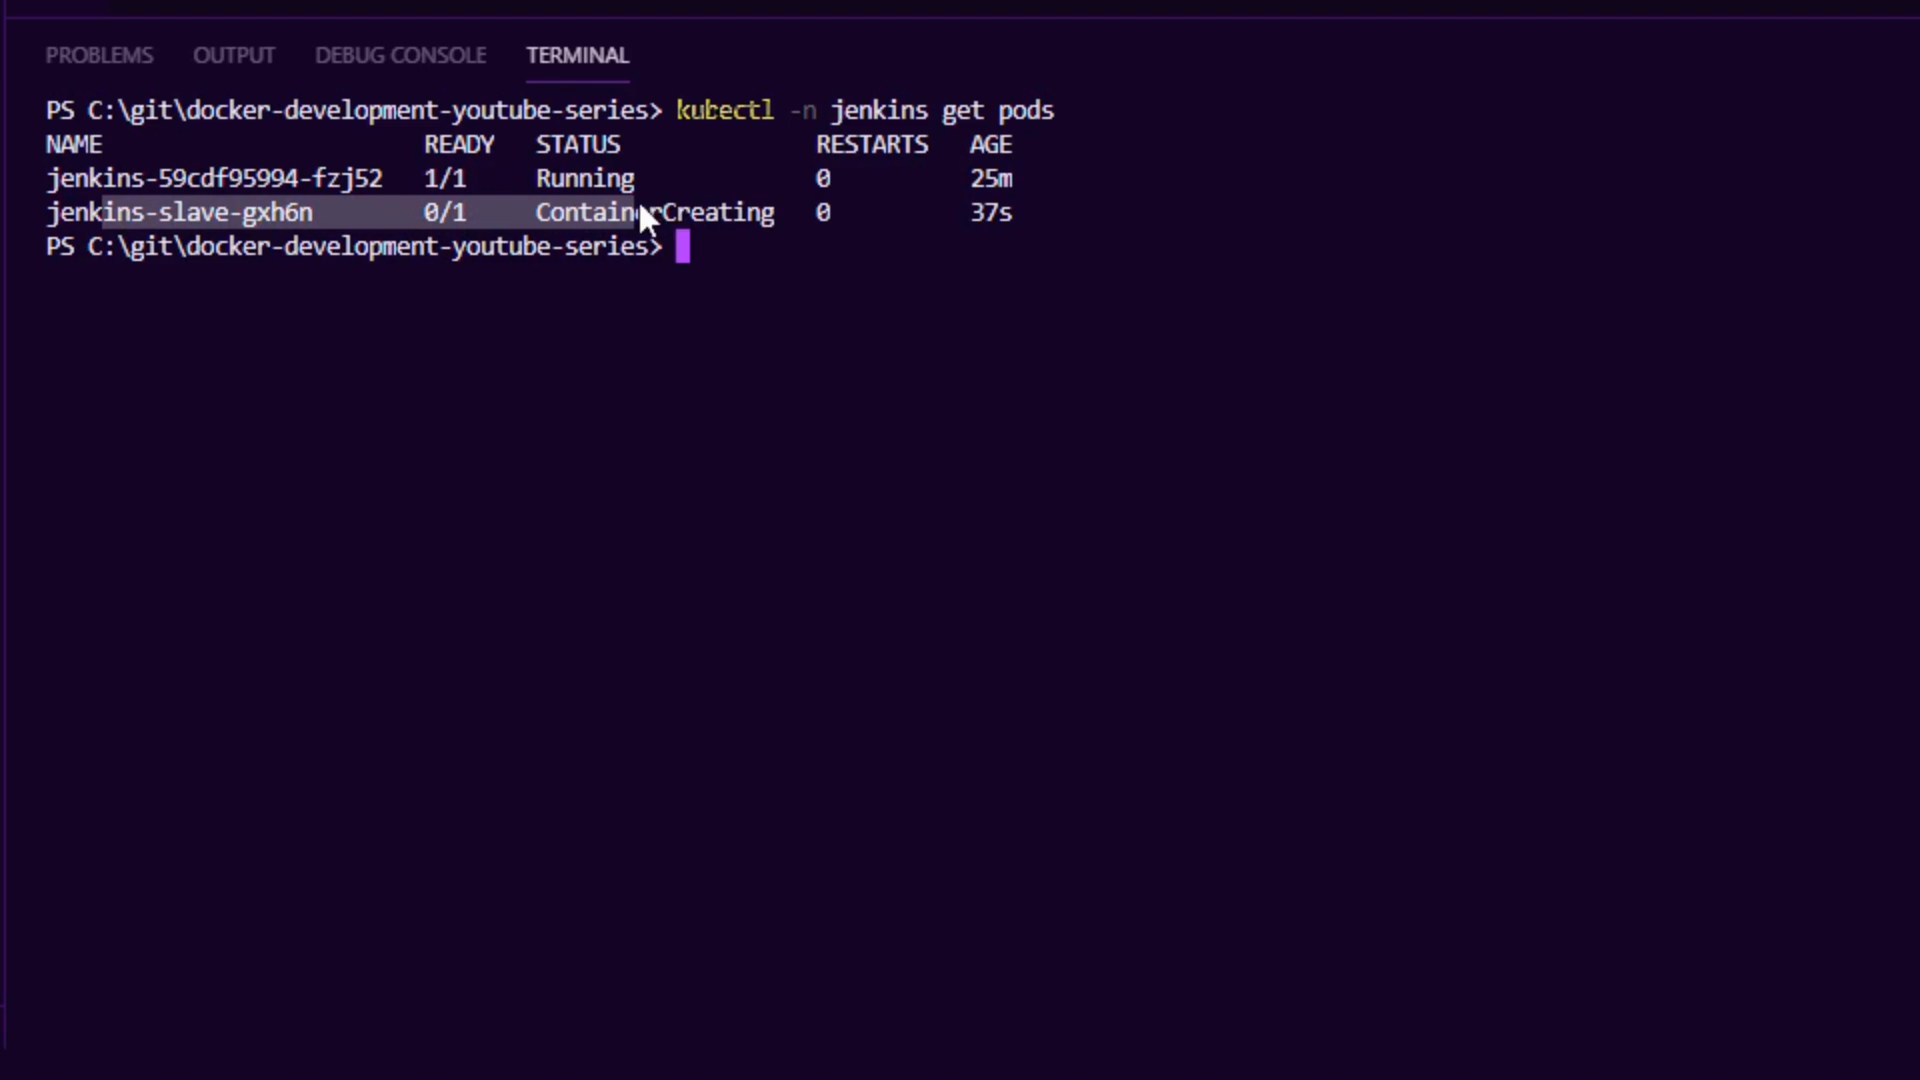 PROBLEMS OUTPUT DEBUG CONSOLE TERMINAL
PS C:\git\docker-development-youtube-series> kubectl -n jenkins get pods
NAME READY STATUS RESTARTS AGE
jenkins-59cdf95994-fzj52 1/1 Running 0 25m
jenkins-slave-gxh6n 0/1 ContainerCreating 0 37s
PS C:\git\docker-development-youtube-series>